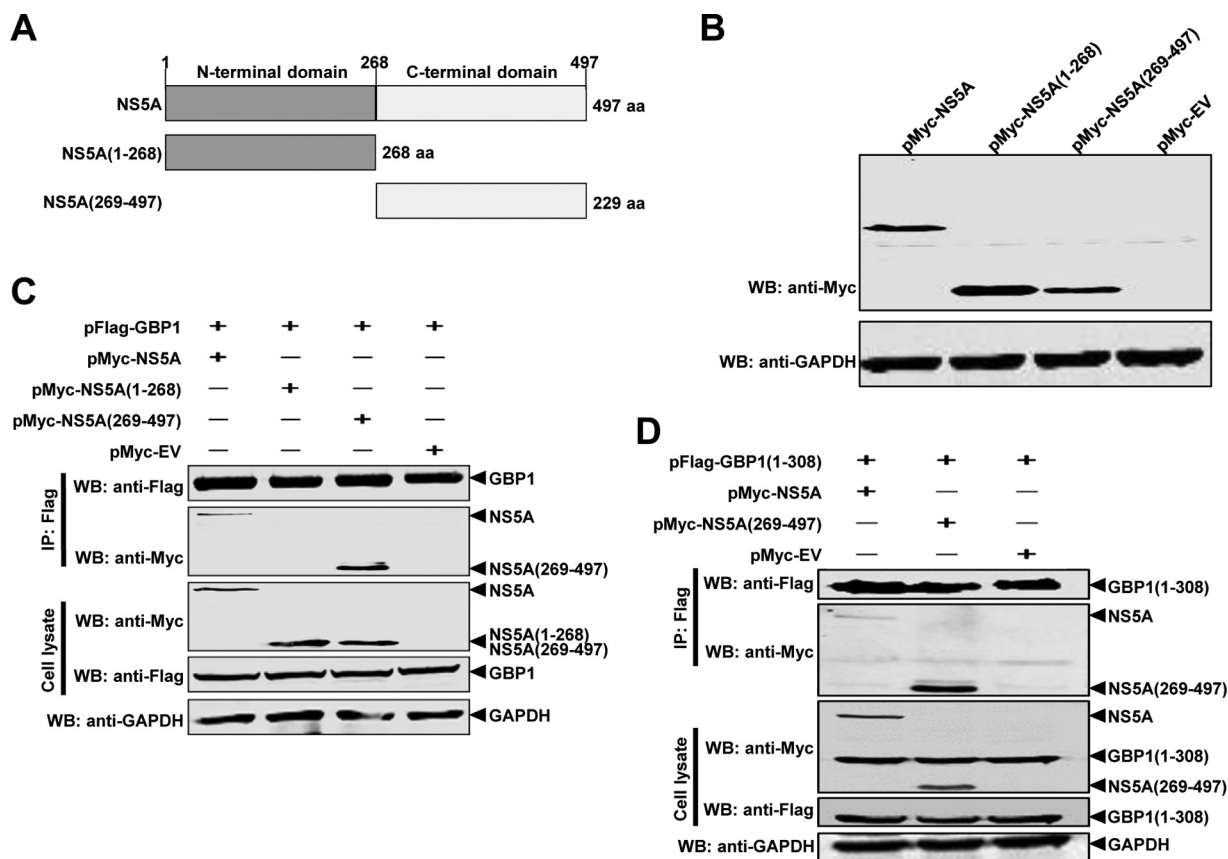 A
1 268 497
N-terminal domain C-terminal domain
NS5A 497 aa
NS5A(1-268) 268 aa
NS5A(269-497) 229 aa
B
pMyc-NS5A
pMyc-NS5A(1-268)
pMyc-NS5A(269-497)
pMyc-EV
WB: anti-Myc
WB: anti-GAPDH
C
pFlag-GBP1 + + + +
pMyc-NS5A + — — —
pMyc-NS5A(1-268) — + — —
pMyc-NS5A(269-497) — — + —
pMyc-EV — — — +
IP: Flag
WB: anti-Flag GBP1
NS5A
WB: anti-Myc
NS5A(269-497)
Cell lysate
NS5A
WB: anti-Myc
NS5A(1-268)
NS5A(269-497)
WB: anti-Flag GBP1
WB: anti-GAPDH GAPDH
D
pFlag-GBP1(1-308) + + +
pMyc-NS5A + — —
pMyc-NS5A(269-497) — + —
pMyc-EV — — +
IP: Flag
WB: anti-Flag GBP1(1-308)
NS5A
WB: anti-Myc
NS5A(269-497)
Cell lysate
NS5A
WB: anti-Myc
GBP1(1-308)
NS5A(269-497)
WB: anti-Flag GBP1(1-308)
WB: anti-GAPDH GAPDH